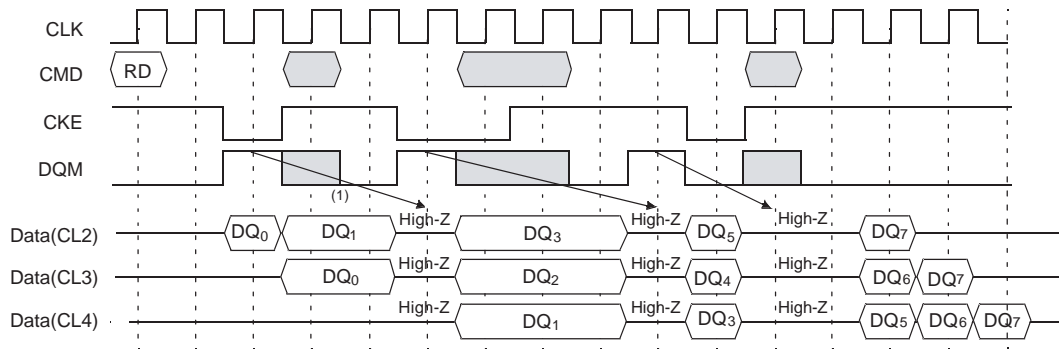 CLK
CMD RD
CKE
DQM
(1)
High-Z High-Z High-Z
Data(CL2) DQ0 DQ1 DQ3 DQ5 DQ7
High-Z High-Z High-Z
Data(CL3) DQ0 DQ2 DQ4 DQ6 DQ7
High-Z High-Z High-Z
Data(CL4) DQ1 DQ3 DQ5 DQ6 DQ7